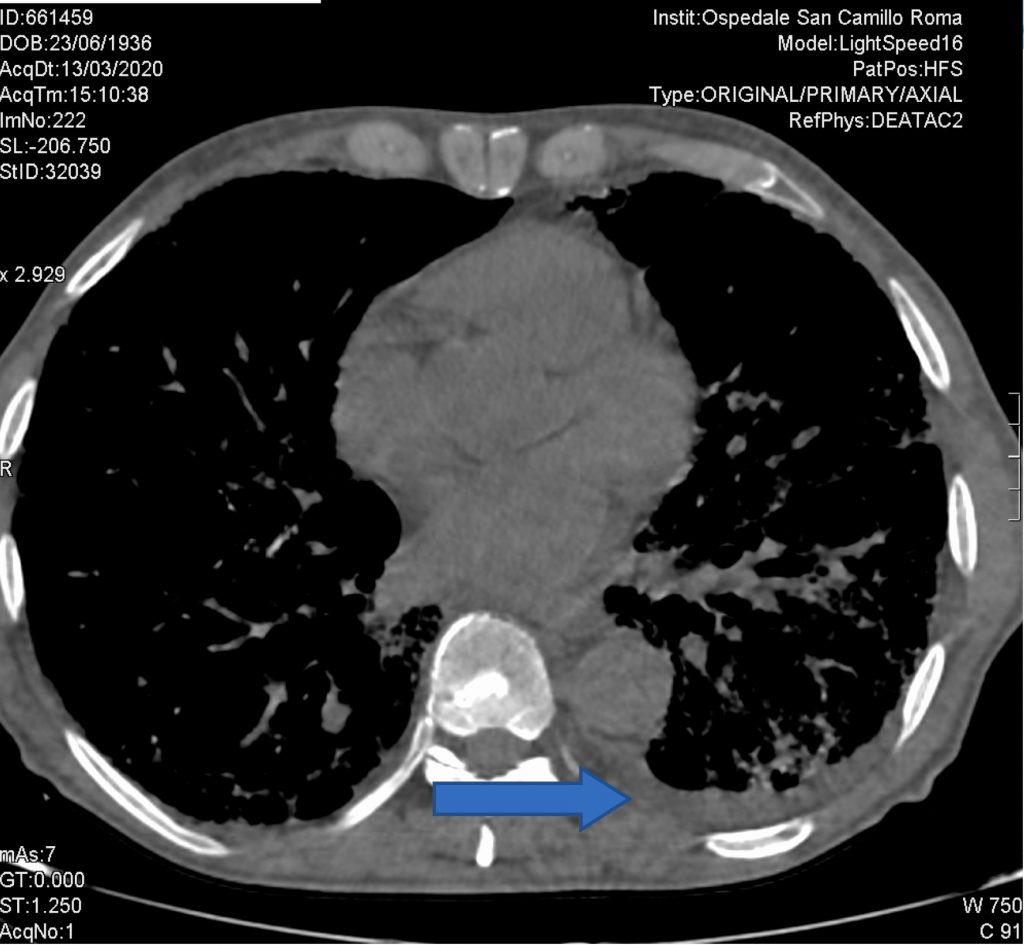 ID:661459
DOB:23/06/1936
AcqDt:13/03/2020
AcqTm:15:10:38
ImNo:222
SL:-206.750
StID:32039
Instit:Ospedale San Camillo Roma
Model:LightSpeed16
PatPos:HFS
Type:ORIGINAL/PRIMARY/AXIAL
RefPhys:DEATAC2
x 2.929
R
mAs:7
GT:0.000
ST:1.250
AcqNo:1
W 750
C 91